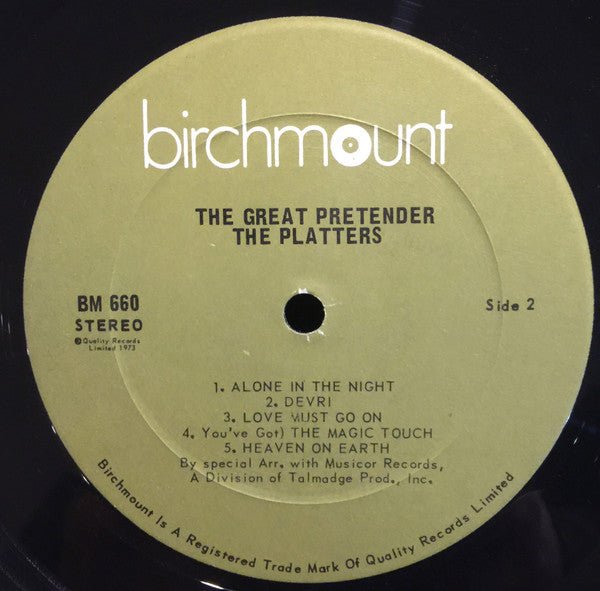 birchmount
THE GREAT PRETENDER
THE PLATTERS
BM 660
STEREO
℗ Quality Records
Limited 1973
Side 2
1. ALONE IN THE NIGHT
2. DEVRI
3. LOVE MUST GO ON
4. You've Got) THE MAGIC TOUCH
5. HEAVEN ON EARTH
By special Arr. with Musicor Records,
A Division of Talmadge Prod., Inc.
Birchmount Is A Registered Trade Mark Of Quality Records Limited